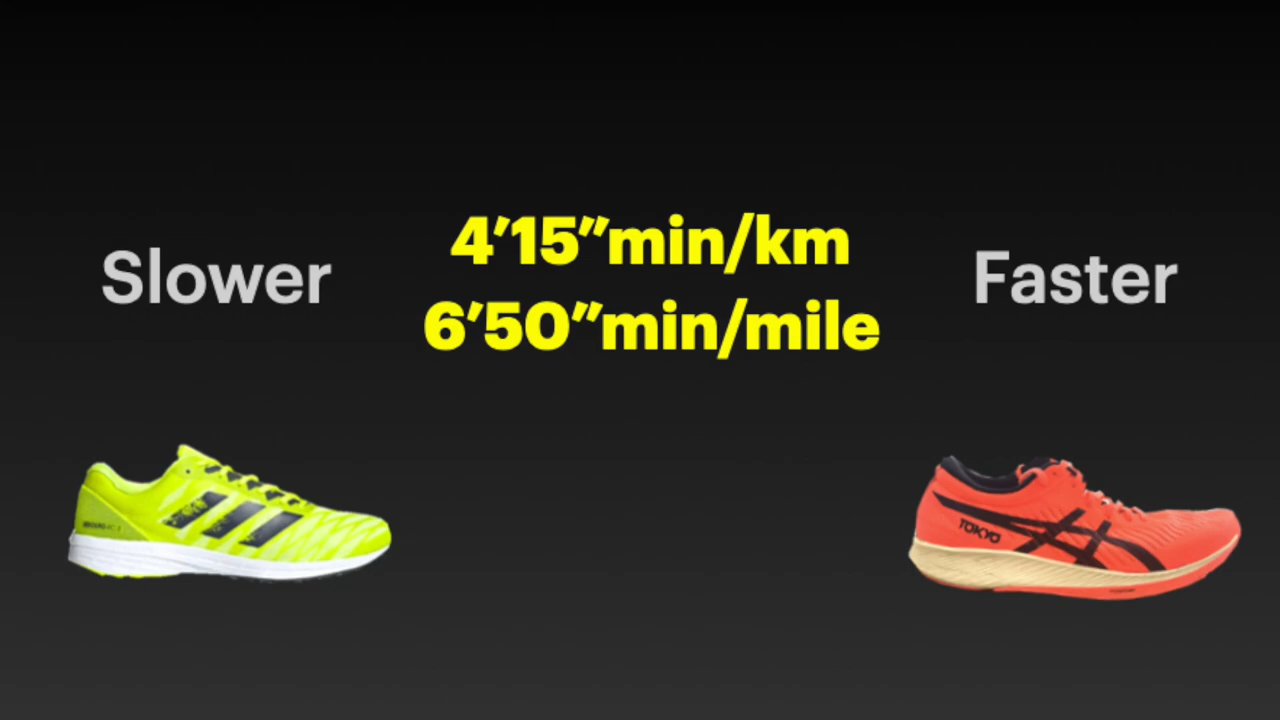 Slower
4′15″min/km
6′50″min/mile
Faster
TOKYO